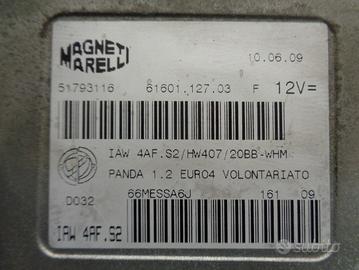 MAGNETI
MARELLI
10.06.09
51793116 61601.127.03 F 12V=
IAW 4AF.S2/HW407/20BB-WHM
PANDA 1.2 EURO4 VOLONTARIATO
D032 66MESSA6J 161 09
IAW 4AF.S2
subito